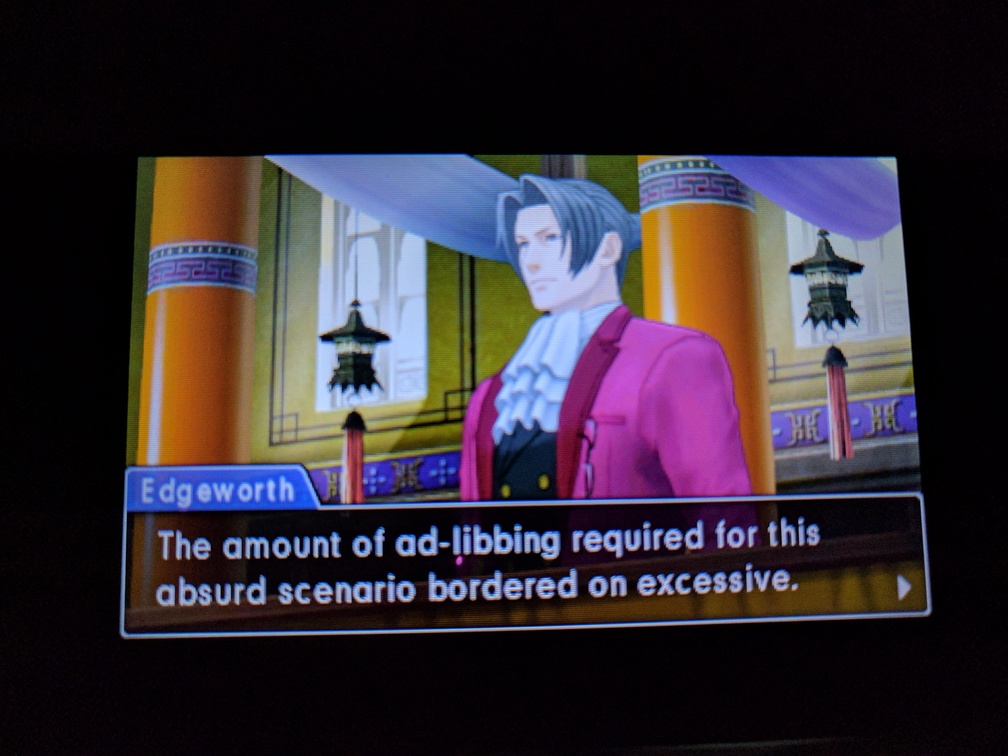 Edgeworth
The amount of ad-libbing required for this
absurd scenario bordered on excessive.